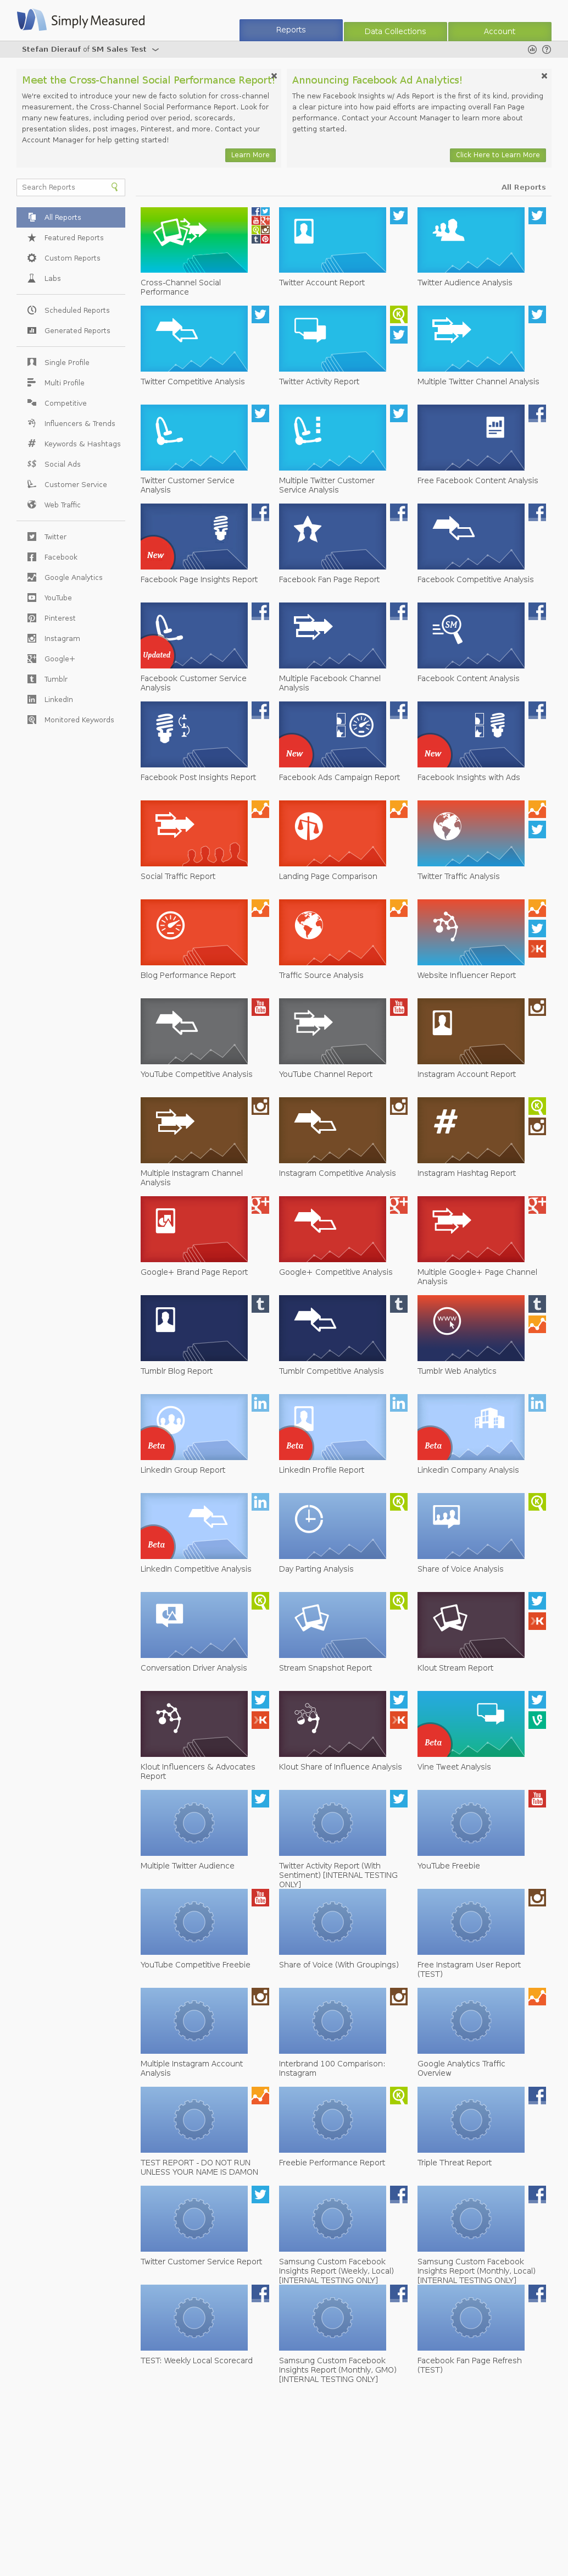 Simply Measured
Reports
Data Collections
Account
Stefan Dierauf of SM Sales Test
Meet the Cross-Channel Social Performance Report!
We're excited to introduce your new de facto solution for cross-channel
measurement, the Cross-Channel Social Performance Report. Look for
many new features, including period over period, scorecards,
presentation slides, post images, Pinterest, and more. Contact your
Account Manager for help getting started!
Learn More
Announcing Facebook Ad Analytics!
The new Facebook Insights w/ Ads Report is the first of its kind, providing
a clear picture into how paid efforts are impacting overall Fan Page
performance. Contact your Account Manager to learn more about
getting started.
Click Here to Learn More
Search Reports
All Reports
Featured Reports
Custom Reports
Labs
Scheduled Reports
Generated Reports
Single Profile
Multi Profile
Competitive
Influencers & Trends
Keywords & Hashtags
Social Ads
Customer Service
Web Traffic
Twitter
Facebook
Google Analytics
YouTube
Pinterest
Instagram
Google+
Tumblr
LinkedIn
Monitored Keywords
All Reports
Cross-Channel Social
Performance
Twitter Account Report
Twitter Audience Analysis
Twitter Competitive Analysis
Twitter Activity Report
Multiple Twitter Channel Analysis
Twitter Customer Service
Analysis
Multiple Twitter Customer
Service Analysis
Free Facebook Content Analysis
New
Facebook Page Insights Report
Facebook Fan Page Report
Facebook Competitive Analysis
Updated
Facebook Customer Service
Analysis
Multiple Facebook Channel
Analysis
SM
Facebook Content Analysis
Facebook Post Insights Report
New
Facebook Ads Campaign Report
New
Facebook Insights with Ads
Social Traffic Report
Landing Page Comparison
Twitter Traffic Analysis
Blog Performance Report
Traffic Source Analysis
Website Influencer Report
You Tube
YouTube Competitive Analysis
You Tube
YouTube Channel Report
Instagram Account Report
Multiple Instagram Channel
Analysis
Instagram Competitive Analysis
#
Instagram Hashtag Report
Google+ Brand Page Report
Google+ Competitive Analysis
Multiple Google+ Page Channel
Analysis
Tumblr Blog Report
Tumblr Competitive Analysis
WWW
Tumblr Web Analytics
Beta
LinkedIn Group Report
Beta
LinkedIn Profile Report
Beta
Linkedin Company Analysis
Beta
LinkedIn Competitive Analysis
Day Parting Analysis
Share of Voice Analysis
Conversation Driver Analysis
Stream Snapshot Report
Klout Stream Report
Klout Influencers & Advocates
Report
Klout Share of Influence Analysis
Beta
Vine Tweet Analysis
Multiple Twitter Audience
Twitter Activity Report (With
Sentiment) [INTERNAL TESTING
ONLY]
You Tube
YouTube Freebie
You Tube
YouTube Competitive Freebie
Share of Voice (With Groupings)
Free Instagram User Report
(TEST)
Multiple Instagram Account
Analysis
Interbrand 100 Comparison:
Instagram
Google Analytics Traffic
Overview
TEST REPORT - DO NOT RUN
UNLESS YOUR NAME IS DAMON
Freebie Performance Report
Triple Threat Report
Twitter Customer Service Report
Samsung Custom Facebook
Insights Report (Weekly, Local)
[INTERNAL TESTING ONLY]
Samsung Custom Facebook
Insights Report (Monthly, Local)
[INTERNAL TESTING ONLY]
TEST: Weekly Local Scorecard
Samsung Custom Facebook
Insights Report (Monthly, GMO)
[INTERNAL TESTING ONLY]
Facebook Fan Page Refresh
(TEST)